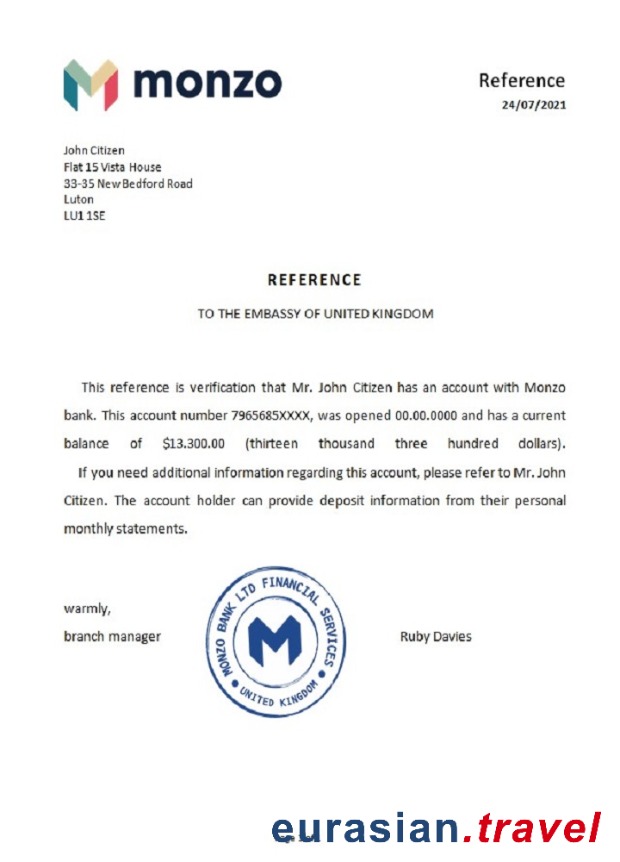 monzo
Reference
24/07/2021
John Citizen
Flat 15 Vista House
33-35 New Bedford Road
Luton
LU1 1SE
REFERENCE
TO THE EMBASSY OF UNITED KINGDOM
This reference is verification that Mr. John Citizen has an account with Monzo
bank. This account number 7965685XXXX, was opened 00.00.0000 and has a current
balance of $13.300.00 (thirteen thousand three hundred dollars).
If you need additional information regarding this account, please refer to Mr. John
Citizen. The account holder can provide deposit information from their personal
monthly statements.
warmly,
branch manager
MONZO BANK LTD FINANCIAL SERVICES
UNITED KINGDOM
Ruby Davies
eurasian.travel